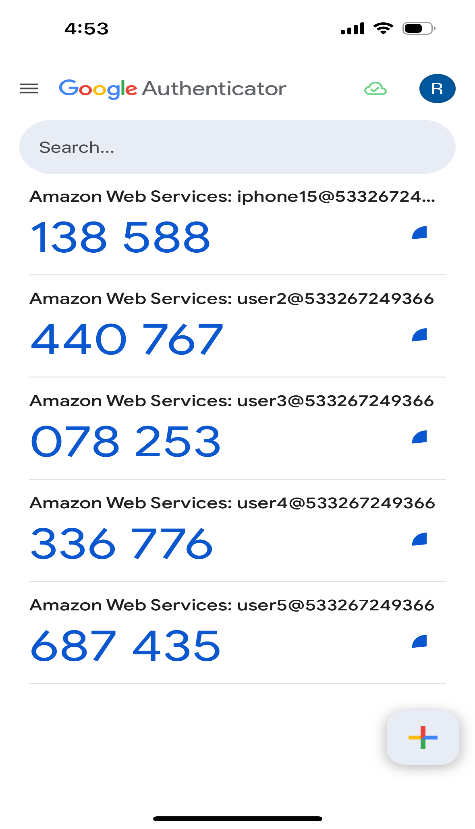 4:53
Google Authenticator
R
Search...
Amazon Web Services: iphone15@53326724...
138 588
Amazon Web Services: user2@533267249366
440 767
Amazon Web Services: user3@533267249366
078 253
Amazon Web Services: user4@533267249366
336 776
Amazon Web Services: user5@533267249366
687 435